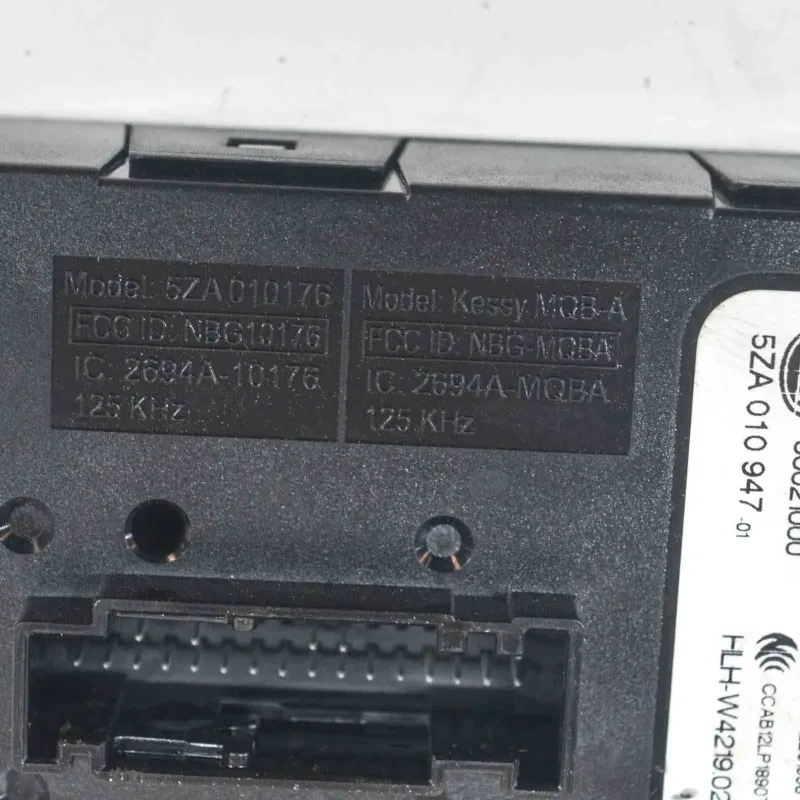 Model: 5ZA 010176
FCC ID: NBG10176
IC: 2694A-10176
125 KHz
Model: Kessy MQB-A
FCC ID: NBG-MQBA
IC: 2694A-MQBA
125 KHz
5ZA 010 947 -01
HLH-W4219.02